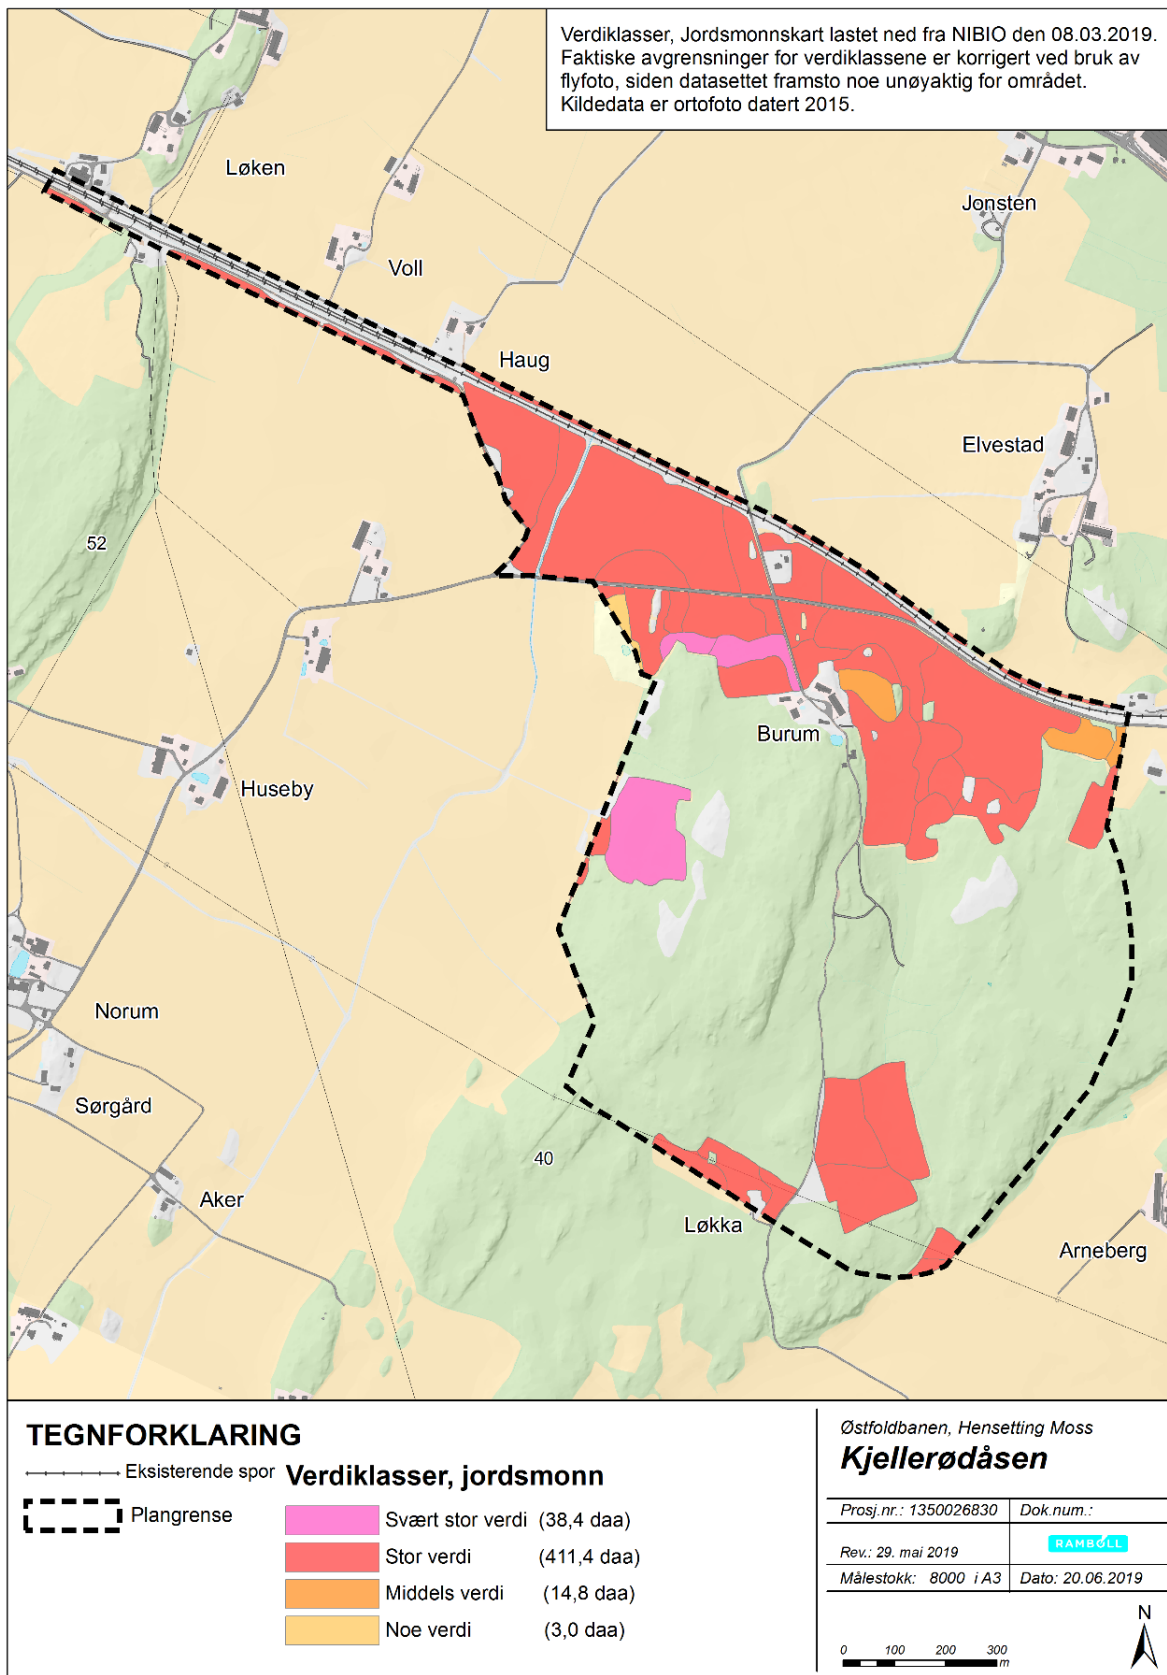 Verdiklasser, Jordsmonnskart lastet ned fra NIBIO den 08.03.2019.
Faktiske avgrensninger for verdiklassene er korrigert ved bruk av
flyfoto, siden datasettet framsto noe unøyaktig for området.
Kildedata er ortofoto datert 2015.
Løken
Jonsten
Voll
Haug
Elvestad
52
Burum
Huseby
Norum
Sørgård
40
Aker
Løkka
Arneberg
TEGNFORKLARING
Eksisterende spor
Plangrense
Verdiklasser, jordsmonn
Svært stor verdi (38,4 daa)
Stor verdi (411,4 daa)
Middels verdi (14,8 daa)
Noe verdi (3,0 daa)
Østfoldbanen, Hensetting Moss
Kjellerødåsen
Prosj.nr.: 1350026830 Dok.num.:
Rev.: 29. mai 2019 RAMBOLL
Målestokk: 8000 i A3 Dato: 20.06.2019
N
0 100 200 300
m